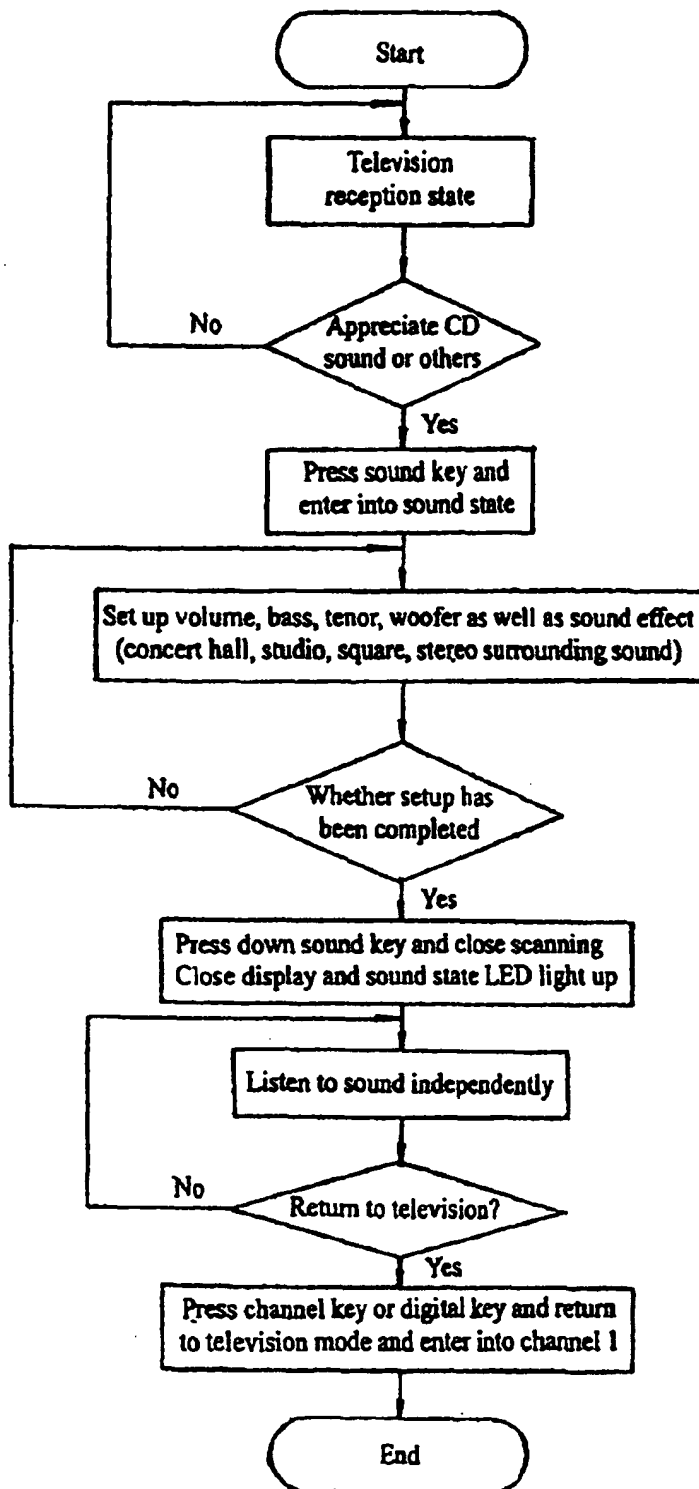 Start
Television
reception state
No
Appreciate CD
sound or others
Yes
Press sound key and
enter into sound state
Set up volume, bass, tenor, woofer as well as sound effect
(concert hall, studio, square, stereo surrounding sound)
No
Whether setup has
been completed
Yes
Press down sound key and close scanning
Close display and sound state LED light up
Listen to sound independently
No
Return to television?
Yes
Press channel key or digital key and return
to television mode and enter into channel 1
End